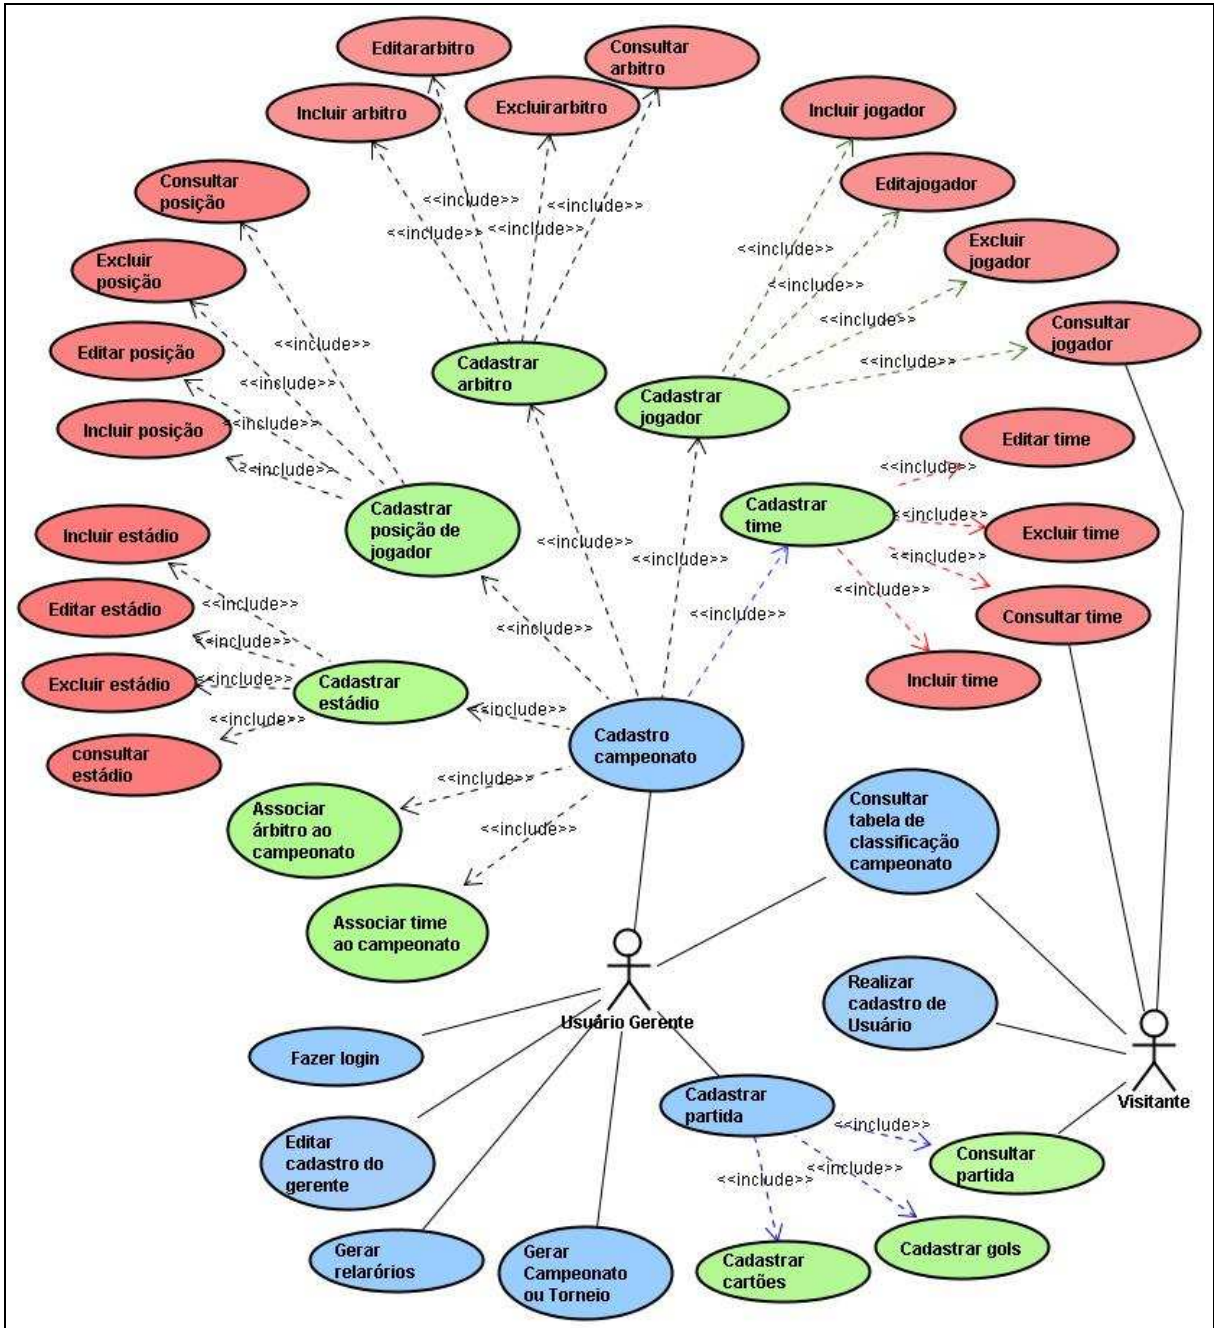 Editararbitro
Consultar
arbitro
Incluir arbitro
Excluirarbitro
Incluir jogador
Consultar
posição
Editajogador
<<include>>
<<include>>
<<include>>
<<include>>
Excluir
jogador
<<include>>
Excluir
posição
<<include>>
<<include>>
Consultar
jogador
<<include>>
Editar posição
<<include>>
Cadastrar
arbitro
<<include>>
Cadastrar
jogador
Incluir posição
<<include>>
Editar time
<<include>>
<<include>>
Cadastrar
posição de
jogador
Cadastrar
time
<<include>>
Excluir time
Incluir estádio
<<include>>
<<include>>
<<include>>
<<include>>
Editar estádio
<<include>>
<<include>>
<<include>>
Consultar time
<<include>>
<<include>>
Excluir estádio
<<include>>
Cadastrar
estádio
Incluir time
<<include>>
<<include>>
Cadastro
campeonato
consultar
estádio
<<include>>
Associar
árbitro ao
campeonato
<<include>>
Consultar
tabela de
classificação
campeonato
Associar time
ao campeonato
Realizar
cadastro de
Usuário
Usuário Gerente
Fazer login
Cadastrar
partida
Visitante
<<include>>
Editar
cadastro do
gerente
Consultar
partida
<<include>>
<<include>>
Gerar
relarórios
Gerar
Campeonato
ou Torneio
Cadastrar
cartões
Cadastrar gols